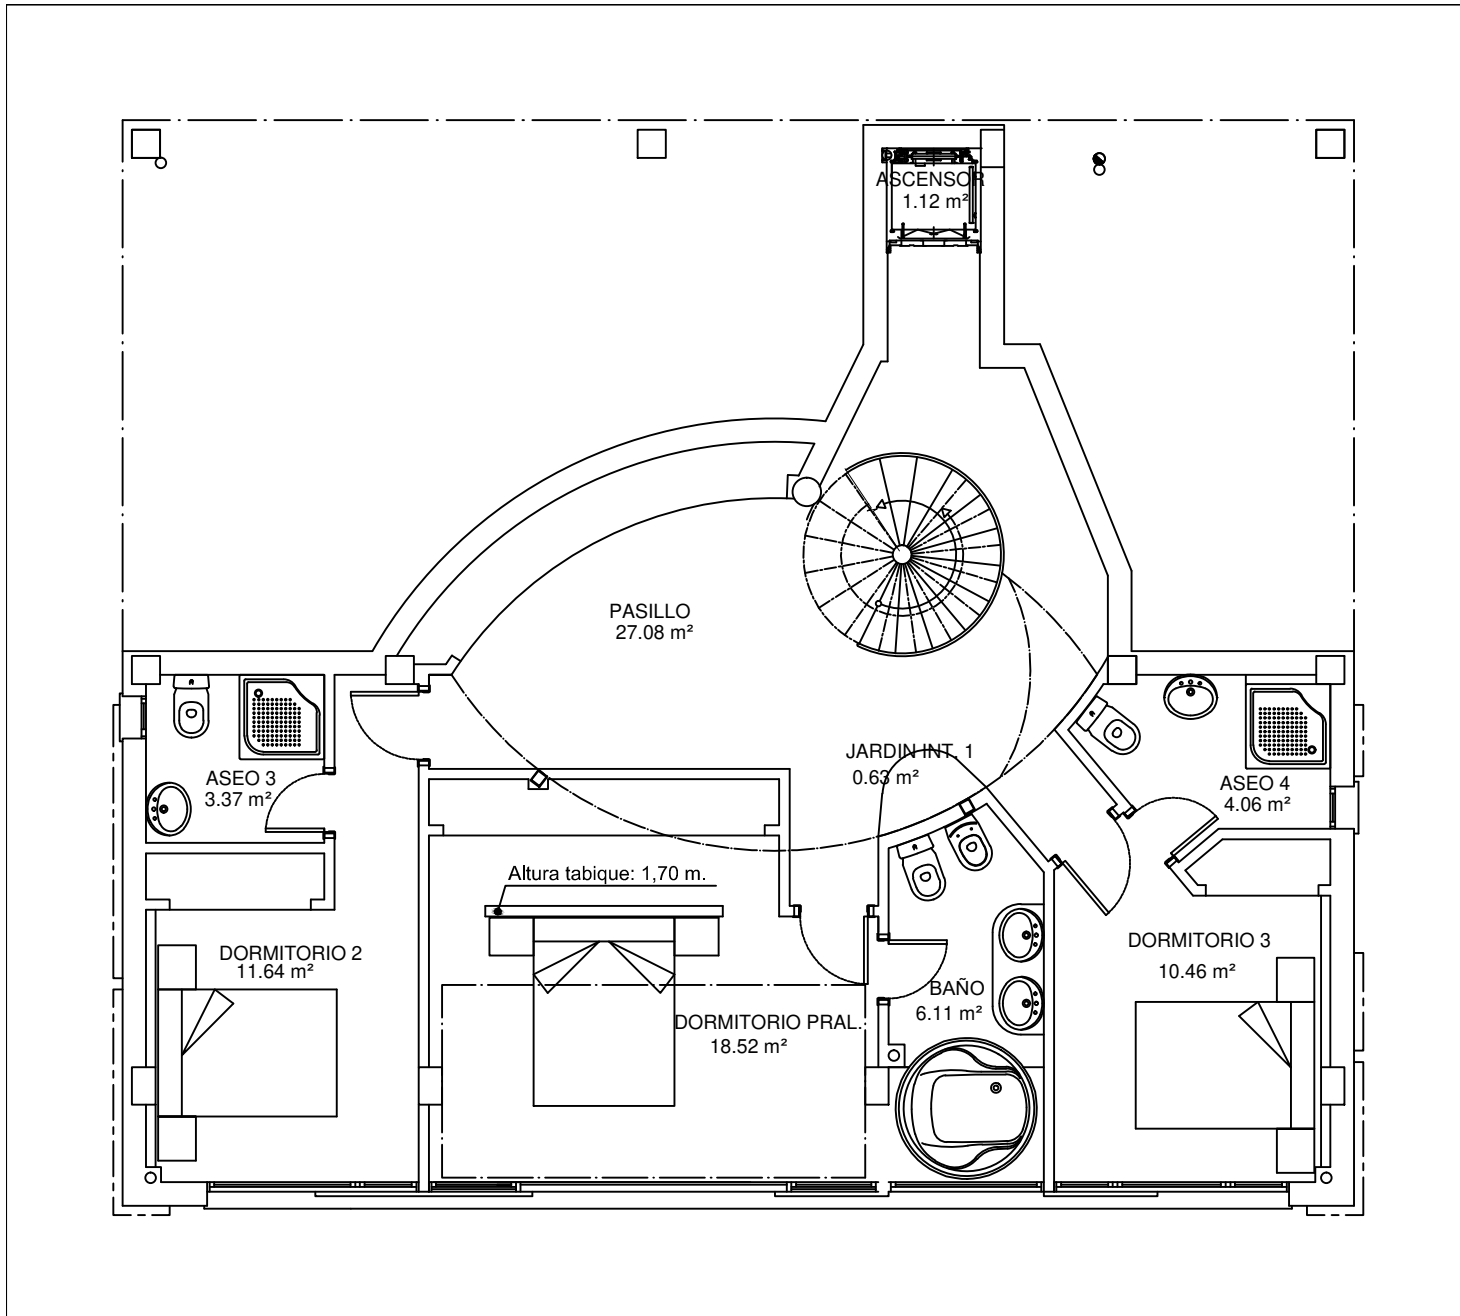 ASCENSOR
1.12 m²
PASILLO
27.08 m²
JARDIN INT. 1
0.63 m²
ASEO 3
3.37 m²
ASEO 4
4.06 m²
Altura tabique: 1,70 m.
DORMITORIO 2
11.64 m²
DORMITORIO 3
10.46 m²
BAÑO
6.11 m²
DORMITORIO PRAL.
18.52 m²